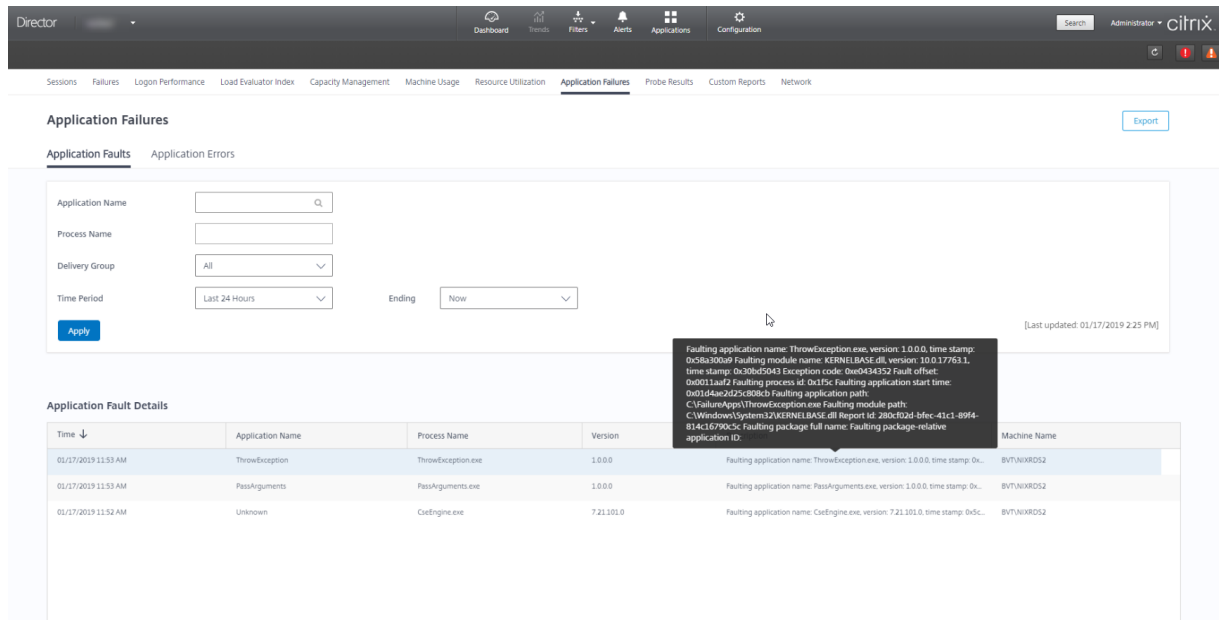 Director
Dashboard
Trends
Filters
Alerts
Applications
Configuration
Search
Administrator
citrix
Sessions Failures Logon Performance Load Evaluator Index Capacity Management Machine Usage Resource Utilization Application Failures Probe Results Custom Reports Network
Application Failures
Export
Application Faults Application Errors
Application Name
Process Name
Delivery Group All
Time Period Last 24 Hours Ending Now
Apply
[Last updated: 01/17/2019 2:25 PM]
Faulting application name: ThrowException.exe, version: 1.0.0.0, time stamp:
0x58a300a9 Faulting module name: KERNELBASE.dll, version: 10.0.17763.1,
time stamp: 0x30bd5043 Exception code: 0xe0434352 Fault offset:
0x0011aaf2 Faulting process id: 0x1f5c Faulting application start time:
0x01d4ae2d25c808cb Faulting application path:
C:\FailureApps\ThrowException.exe Faulting module path:
C:\Windows\System32\KERNELBASE.dll Report Id: 280cf02d-bfec-41c1-89f4-
814c16790c5c Faulting package full name: Faulting package-relative
application ID:
Application Fault Details
Time Application Name Process Name Version Machine Name
01/17/2019 11:53 AM ThrowException ThrowException.exe 1.0.0.0 Faulting application name: ThrowException.exe, version: 1.0.0.0, time stamp: 0x... BVT\NIXRDS2
01/17/2019 11:53 AM PassArguments PassArguments.exe 1.0.0.0 Faulting application name: PassArguments.exe, version: 1.0.0.0, time stamp: 0x... BVT\NIXRDS2
01/17/2019 11:52 AM Unknown CseEngine.exe 7.21.101.0 Faulting application name: CseEngine.exe, version: 7.21.101.0, time stamp: 0x5c... BVT\NIXRDS2